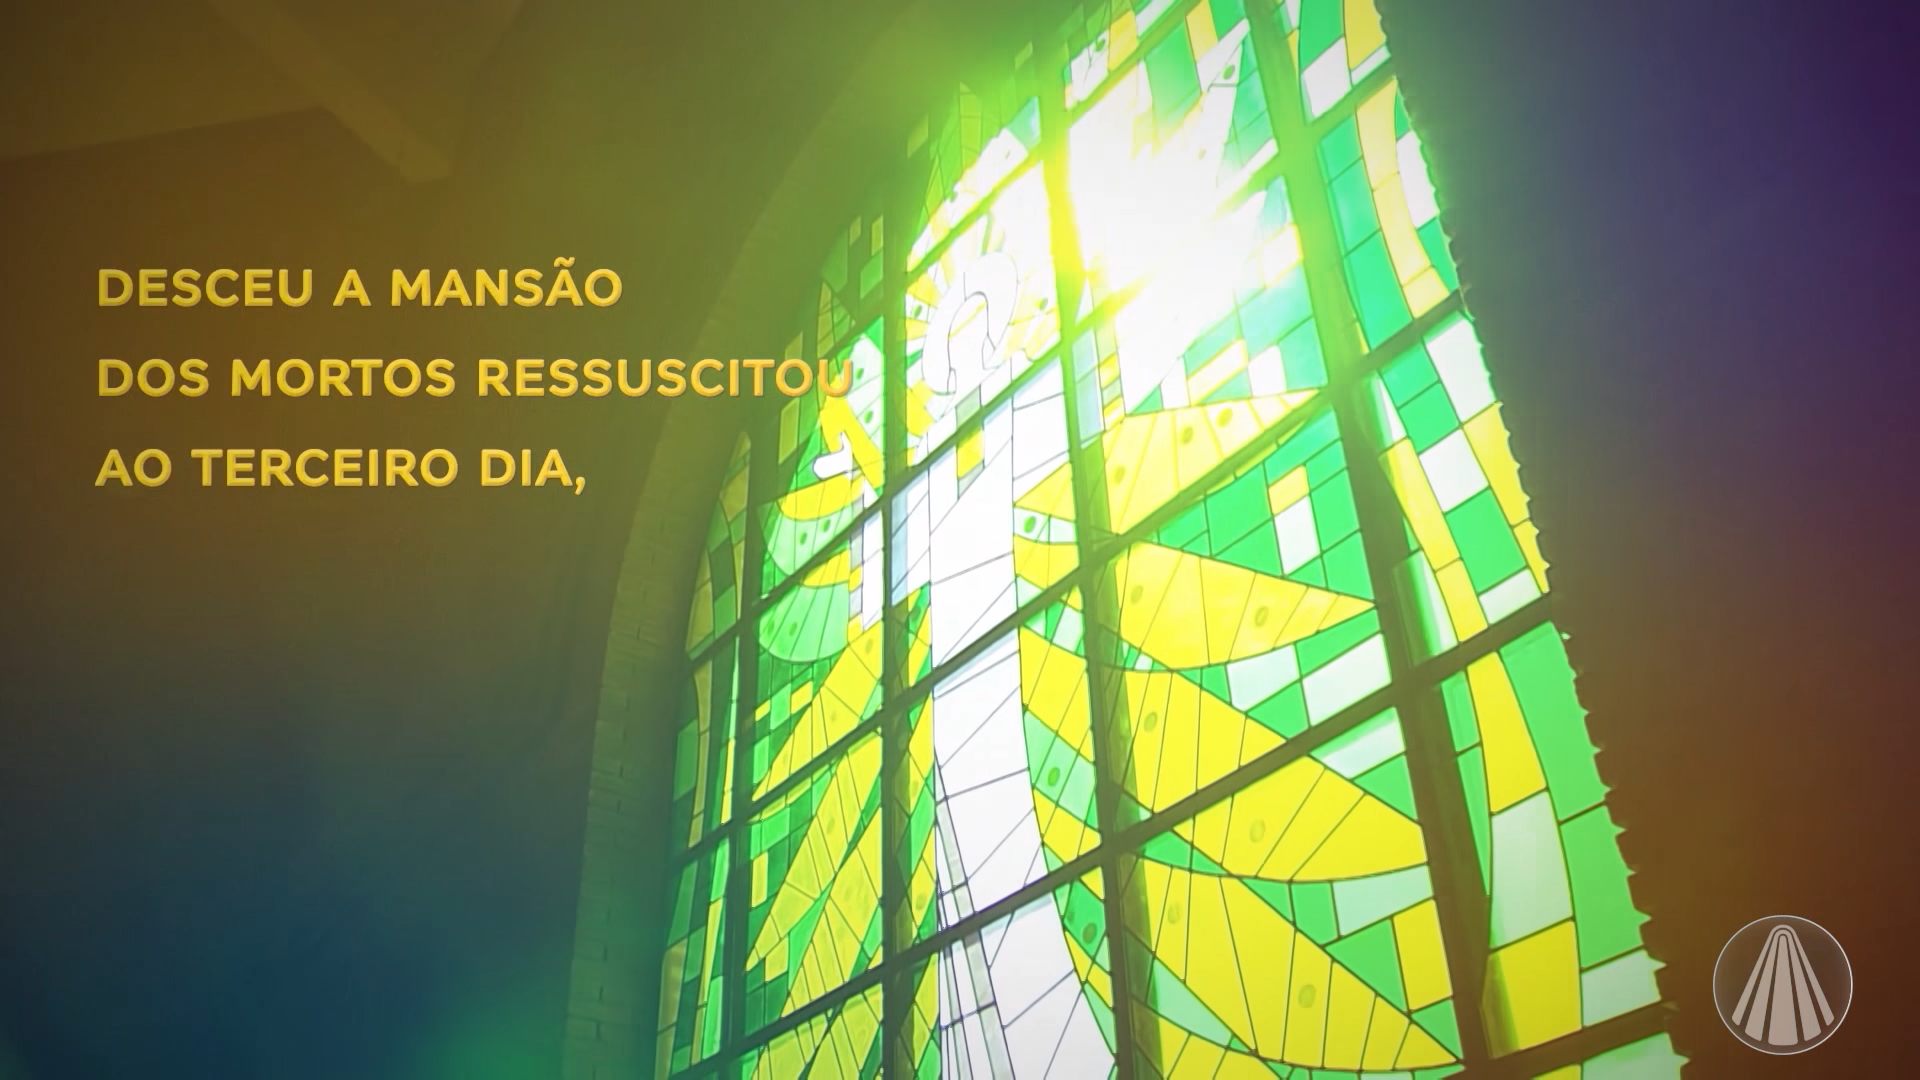 DESCEU A MANSÃO
DOS MORTOS RESSUSCITOU
AO TERCEIRO DIA,